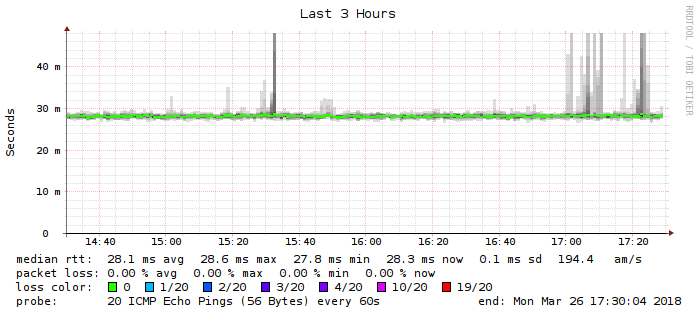 Last 3 Hours
RRDTOOL / TOBI OETIKER
Seconds
40 m
30 m
20 m
10 m
0
14:40 15:00 15:20 15:40 16:00 16:20 16:40 17:00 17:20
median rtt: 28.1 ms avg 28.6 ms max 27.8 ms min 28.3 ms now 0.1 ms sd 194.4 am/s
packet loss: 0.00 % avg 0.00 % max 0.00 % min 0.00 % now
loss color: 0 1/20 2/20 3/20 4/20 10/20 19/20
probe: 20 ICMP Echo Pings (56 Bytes) every 60s end: Mon Mar 26 17:30:04 2018